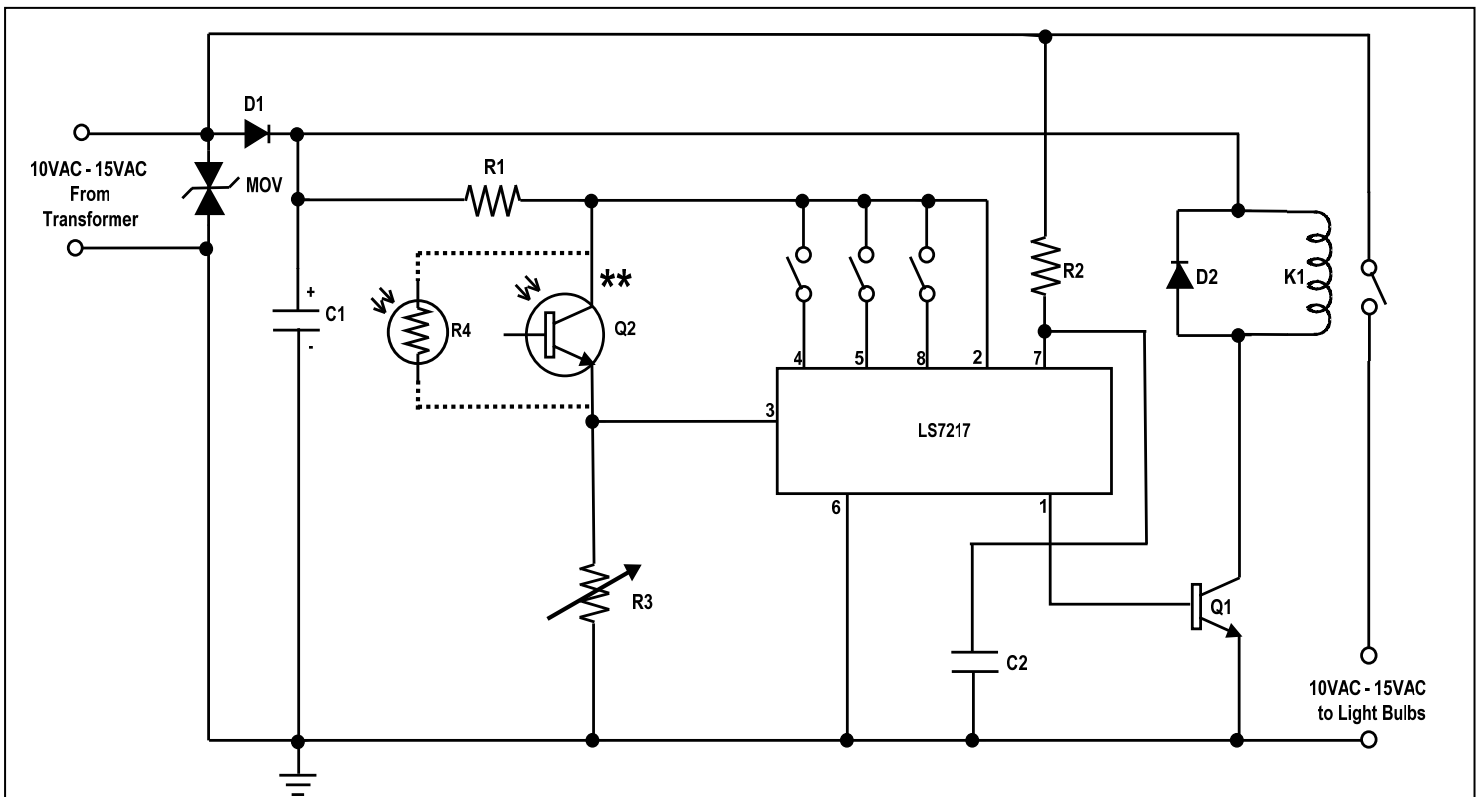 D1
10VAC - 15VAC
From
Transformer
MOV
R1
+
C1
-
R4
**
Q2
R2
D2
K1
4
5
8
2
7
3
LS7217
6
1
R3
Q1
C2
10VAC - 15VAC
to Light Bulbs